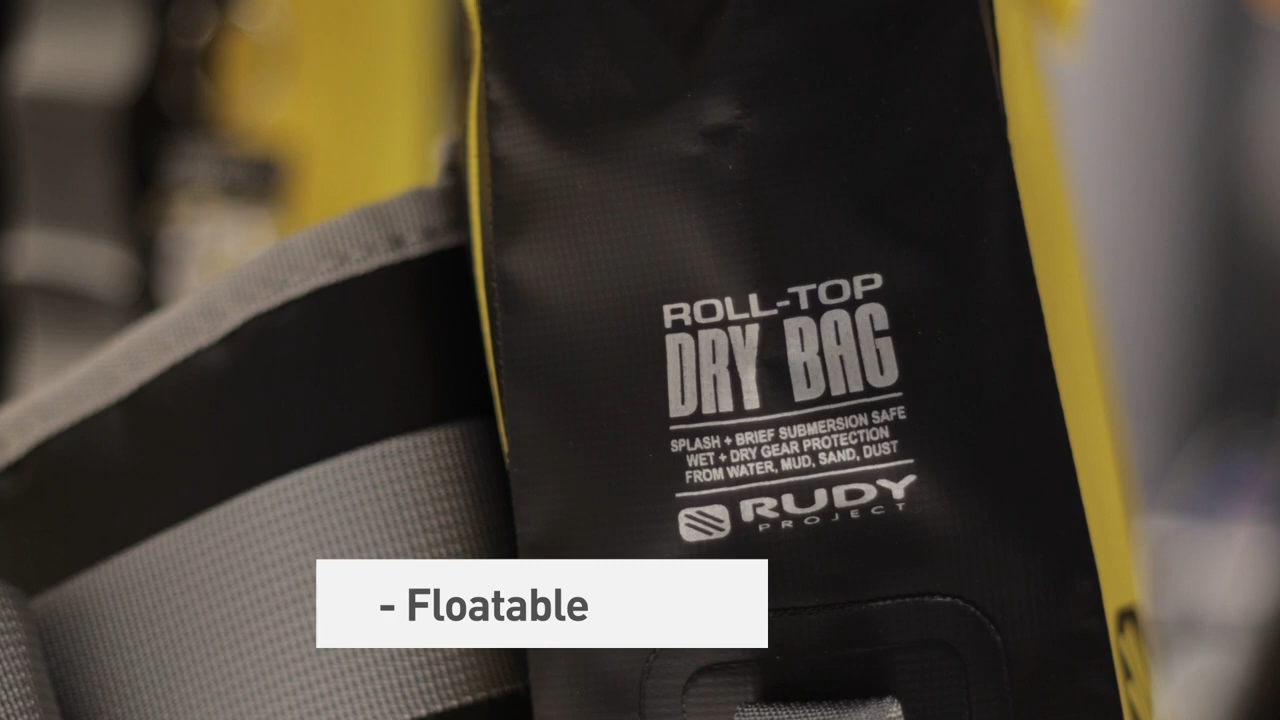 ROLL-TOP
DRY BAG
SPLASH + BRIEF SUBMERSION SAFE
WET + DRY GEAR PROTECTION
FROM WATER, MUD, SAND, DUST
RUDY
PROJECT
- Floatable